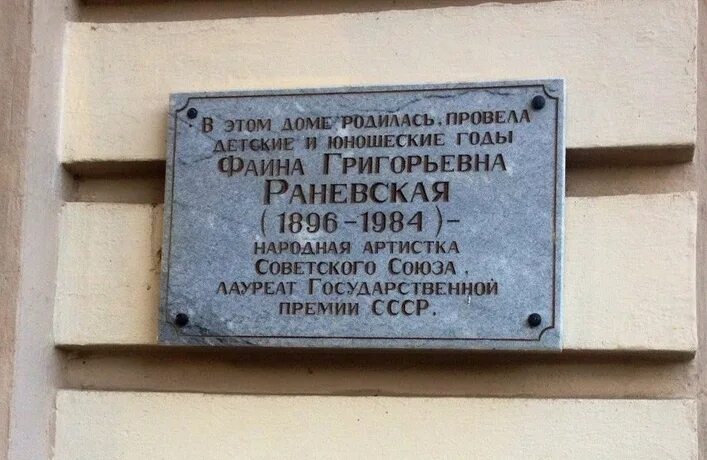 В ЭТОМ ДОМЕ РОДИЛАСЬ, ПРОВЕЛА
ДЕТСКИЕ И ЮНОШЕСКИЕ ГОДЫ
ФАИНА ГРИГОРЬЕВНА
РАНЕВСКАЯ
(1896-1984)-
НАРОДНАЯ АРТИСТКА
СОВЕТСКОГО СОЮЗА,
ЛАУРЕАТ ГОСУДАРСТВЕННОЙ
ПРЕМИИ СССР.